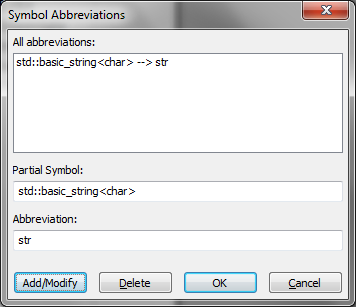 Symbol Abbreviations
All abbreviations:
std::basic_string<char> --> str
Partial Symbol:
std::basic_string<char>
Abbreviation:
str
Add/Modify Delete OK Cancel